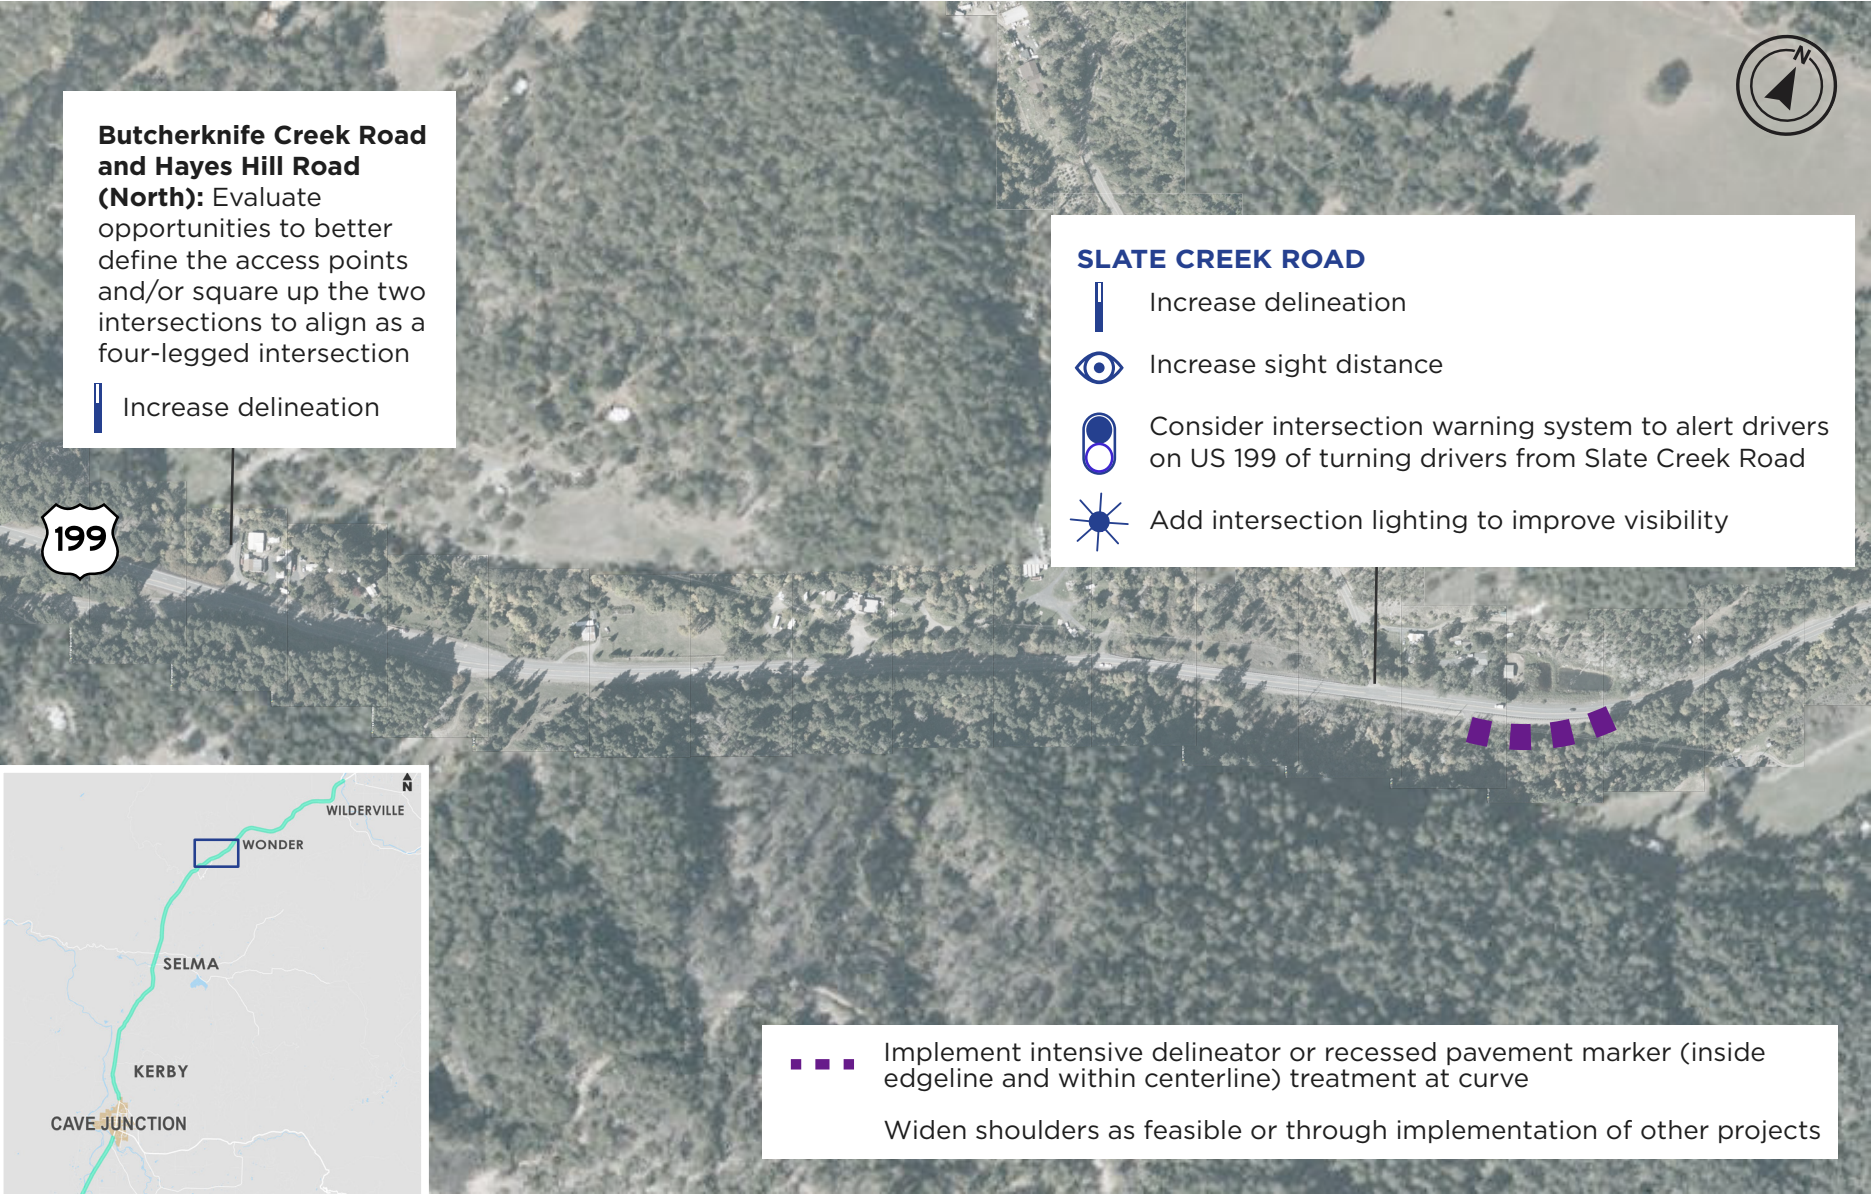 N
Butcherknife Creek Road
and Hayes Hill Road
(North): Evaluate
opportunities to better
define the access points
and/or square up the two
intersections to align as a
four-legged intersection
Increase delineation
SLATE CREEK ROAD
Increase delineation
Increase sight distance
Consider intersection warning system to alert drivers
on US 199 of turning drivers from Slate Creek Road
Add intersection lighting to improve visibility
199
N
WILDERVILLE
WONDER
SELMA
KERBY
CAVE JUNCTION
Implement intensive delineator or recessed pavement marker (inside
edgeline and within centerline) treatment at curve
Widen shoulders as feasible or through implementation of other projects